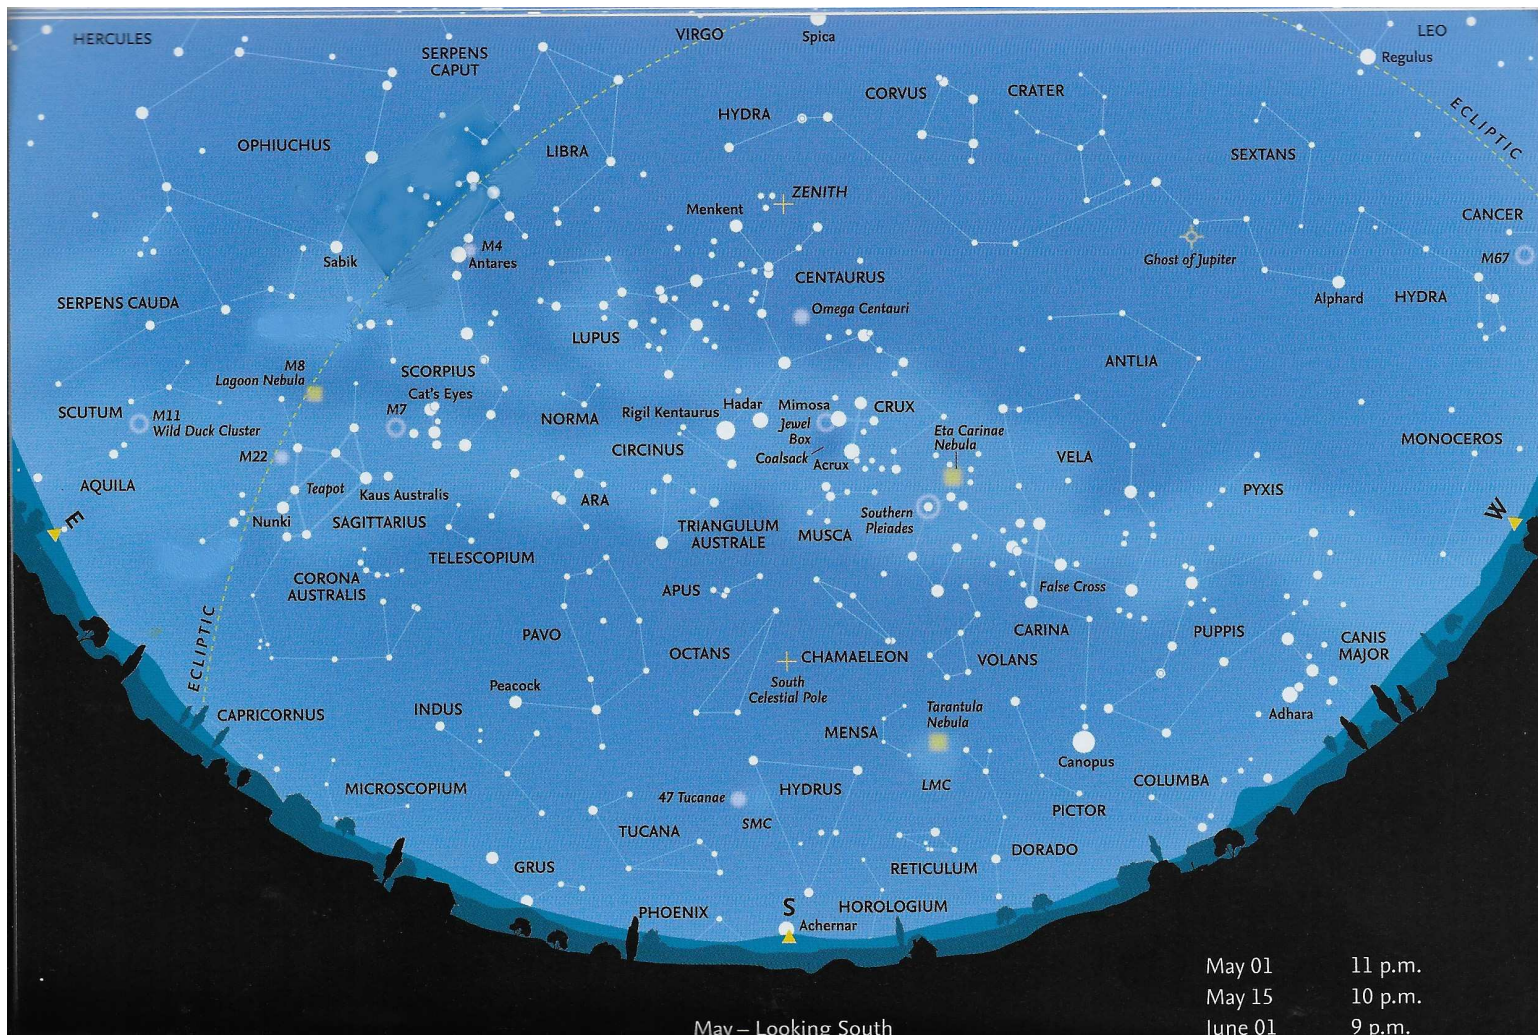 HERCULES
SERPENS
CAPUT
VIRGO
Spica
LEO
Regulus
ECLIPTIC
CORVUS
CRATER
HYDRA
OPHIUCHUS
LIBRA
SEXTANS
ZENITH
Menkent
CANCER
M67
M4
Antares
Sabik
Ghost of Jupiter
CENTAURUS
Alphard
HYDRA
SERPENS CAUDA
Omega Centauri
LUPUS
ANTLIA
M8
Lagoon Nebula
SCORPIUS
Cat's Eyes
M7
SCUTUM
M11
Wild Duck Cluster
NORMA
Rigil Kentaurus
Hadar
Mimosa
CRUX
Jewel
Box
Coalsack
Acrux
Eta Carinae
Nebula
CIRCINUS
MONOCEROS
VELA
M22
AQUILA
Teapot
Kaus Australis
ARA
PYXIS
E
W
Nunki
SAGITTARIUS
TRIANGULUM
AUSTRALE
MUSCA
Southern
Pleiades
TELESCOPIUM
CORONA
AUSTRALIS
APUS
False Cross
ECLIPTIC
PAVO
CARINA
PUPPIS
CANIS
MAJOR
OCTANS
CHAMAELEON
VOLANS
South
Celestial Pole
Peacock
CAPRICORNUS
INDUS
Tarantula
Nebula
MENSA
Adhara
Canopus
MICROSCOPIUM
47 Tucanae
HYDRUS
LMC
COLUMBA
PICTOR
SMC
TUCANA
DORADO
GRUS
RETICULUM
PHOENIX
S
HOROLOGIUM
Achernar
May 01 11 p.m.
May 15 10 p.m.
June 01 9 p.m.
May – Looking South